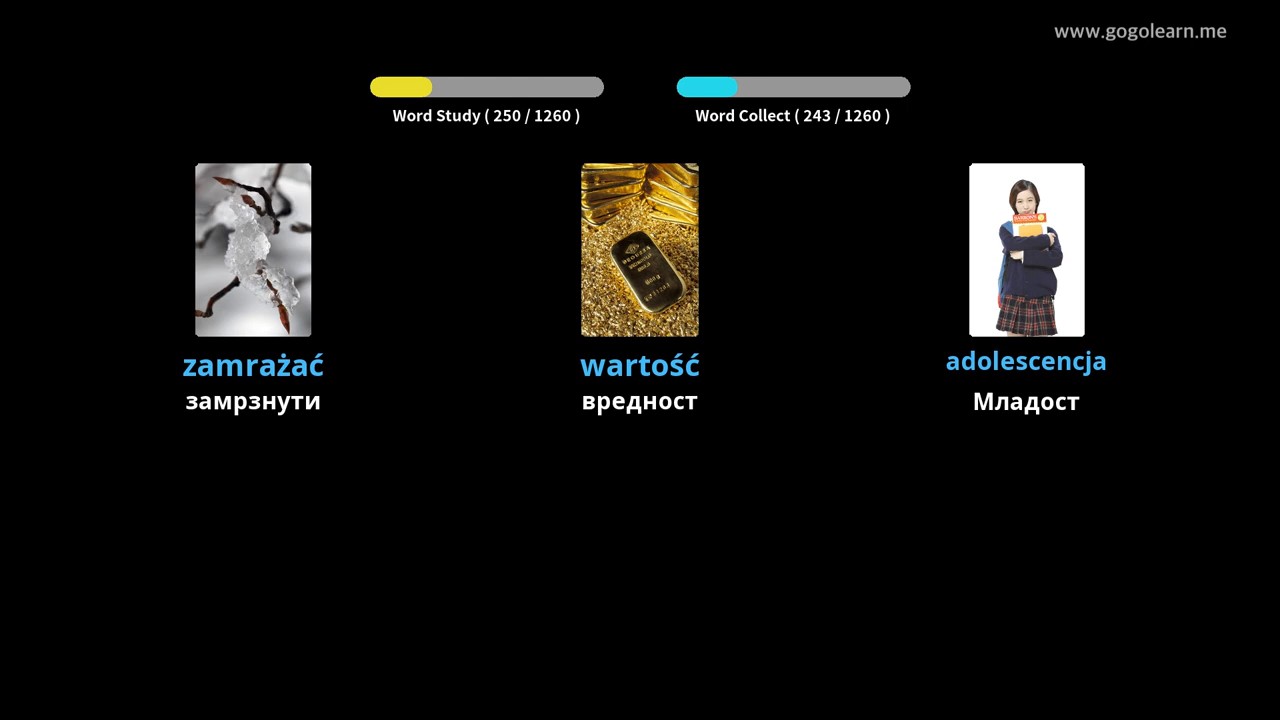 www.gogolearn.me
Word Study ( 250 / 1260 )
Word Collect ( 243 / 1260 )
zamrażać
wartość
adolescencja
замрзнути
вредност
Младост